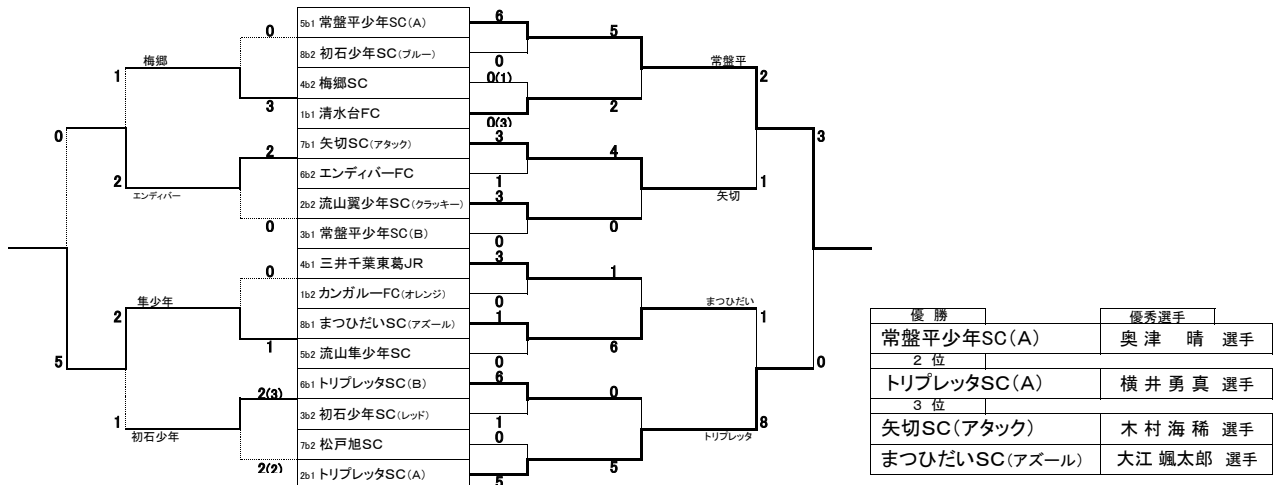 5b1 常盤平少年SC(A)
8b2 初石少年SC(ブルー)
4b2 梅郷SC
1b1 清水台FC
7b1 矢切SC(アタック)
6b2 エンディバーFC
2b2 流山翼少年SC(クラッキー)
3b1 常盤平少年SC(B)
4b1 三井千葉東葛JR
1b2 カンガルーFC(オレンジ)
8b1 まつひだいSC(アズール)
5b2 流山隼少年SC
6b1 トリプレッタSC(B)
3b2 初石少年SC(レッド)
7b2 松戸旭SC
2b1 トリプレッタSC(A)
0
3
2
0
0
1
2(3)
2(2)
梅郷
1
2
エンディバー
隼少年
2
1
初石少年
0
5
6
0
0(1)
0(3)
3
1
3
0
3
0
1
0
6
1
0
5
5
2
4
0
1
6
0
5
常盤平
2
1
矢切
まつひだい
1
8
トリプレッタ
3
0
優 勝 優秀選手
常盤平少年SC(A) 奥 津 晴 選手
2 位
トリプレッタSC(A) 横 井 勇 真 選手
3 位
矢切SC(アタック) 木 村 海 稀 選手
まつひだいSC(アズール) 大江 颯太郎 選手